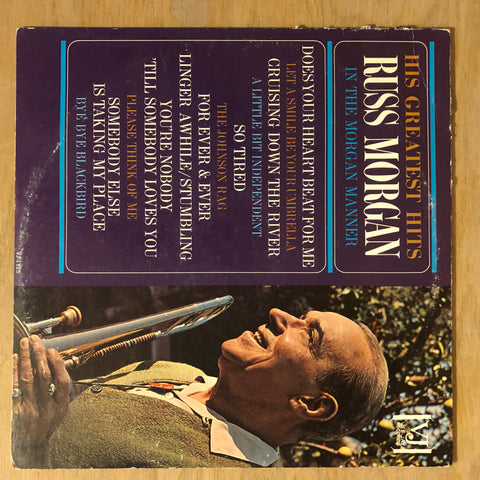 HIS GREATEST HITS
RUSS MORGAN
IN THE MORGAN MANNER
DOES YOUR HEART BEAT FOR ME
LET A SMILE BE YOUR UMBRELLA
CRUISING DOWN THE RIVER
A LITTLE BIT INDEPENDENT
SO TIRED
THE JOHNSON RAG
FOR EVER & EVER
LINGER AWHILE/STUMBLING
YOU'RE NOBODY
'TILL SOMEBODY LOVES YOU
PLEASE THINK OF ME
SOMEBODY ELSE
IS TAKING MY PLACE
BYE BYE BLACKBIRD
VJ